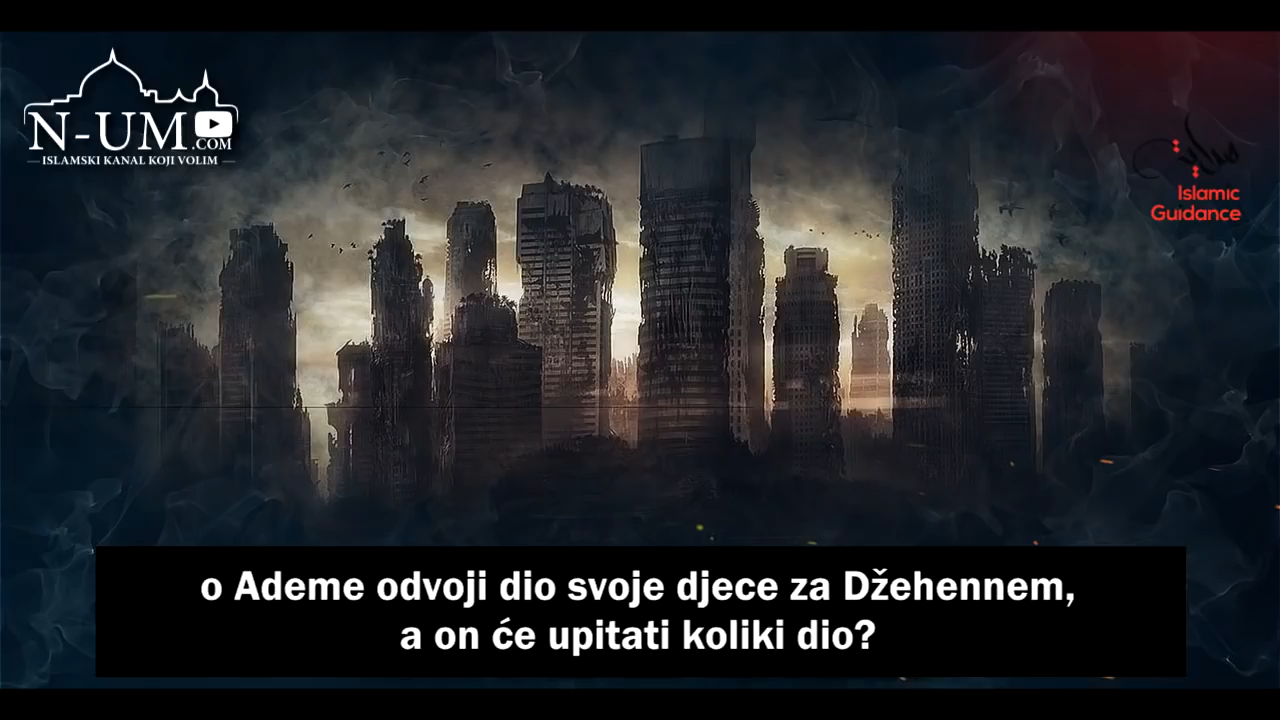 N-UM
.COM
ISLAMSKI KANAL KOJI VOLIM
هداية
Islamic
Guidance
o Ademe odvoji dio svoje djece za Džehennem,
a on će upitati koliki dio?